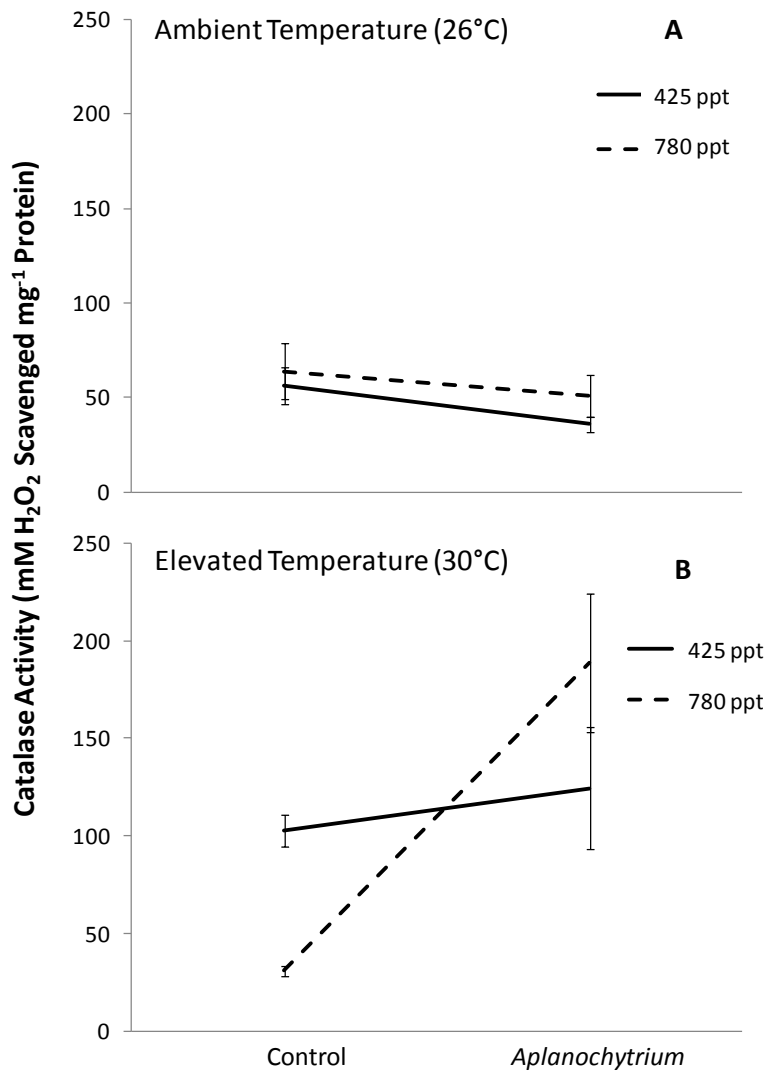 Catalase Activity (mM H₂O₂ Scavenged mg⁻¹ Protein)
250
200
150
100
50
0
Ambient Temperature (26°C)
A
425 ppt
780 ppt
250
200
150
100
50
0
Elevated Temperature (30°C)
B
425 ppt
780 ppt
Control
Aplanochytrium